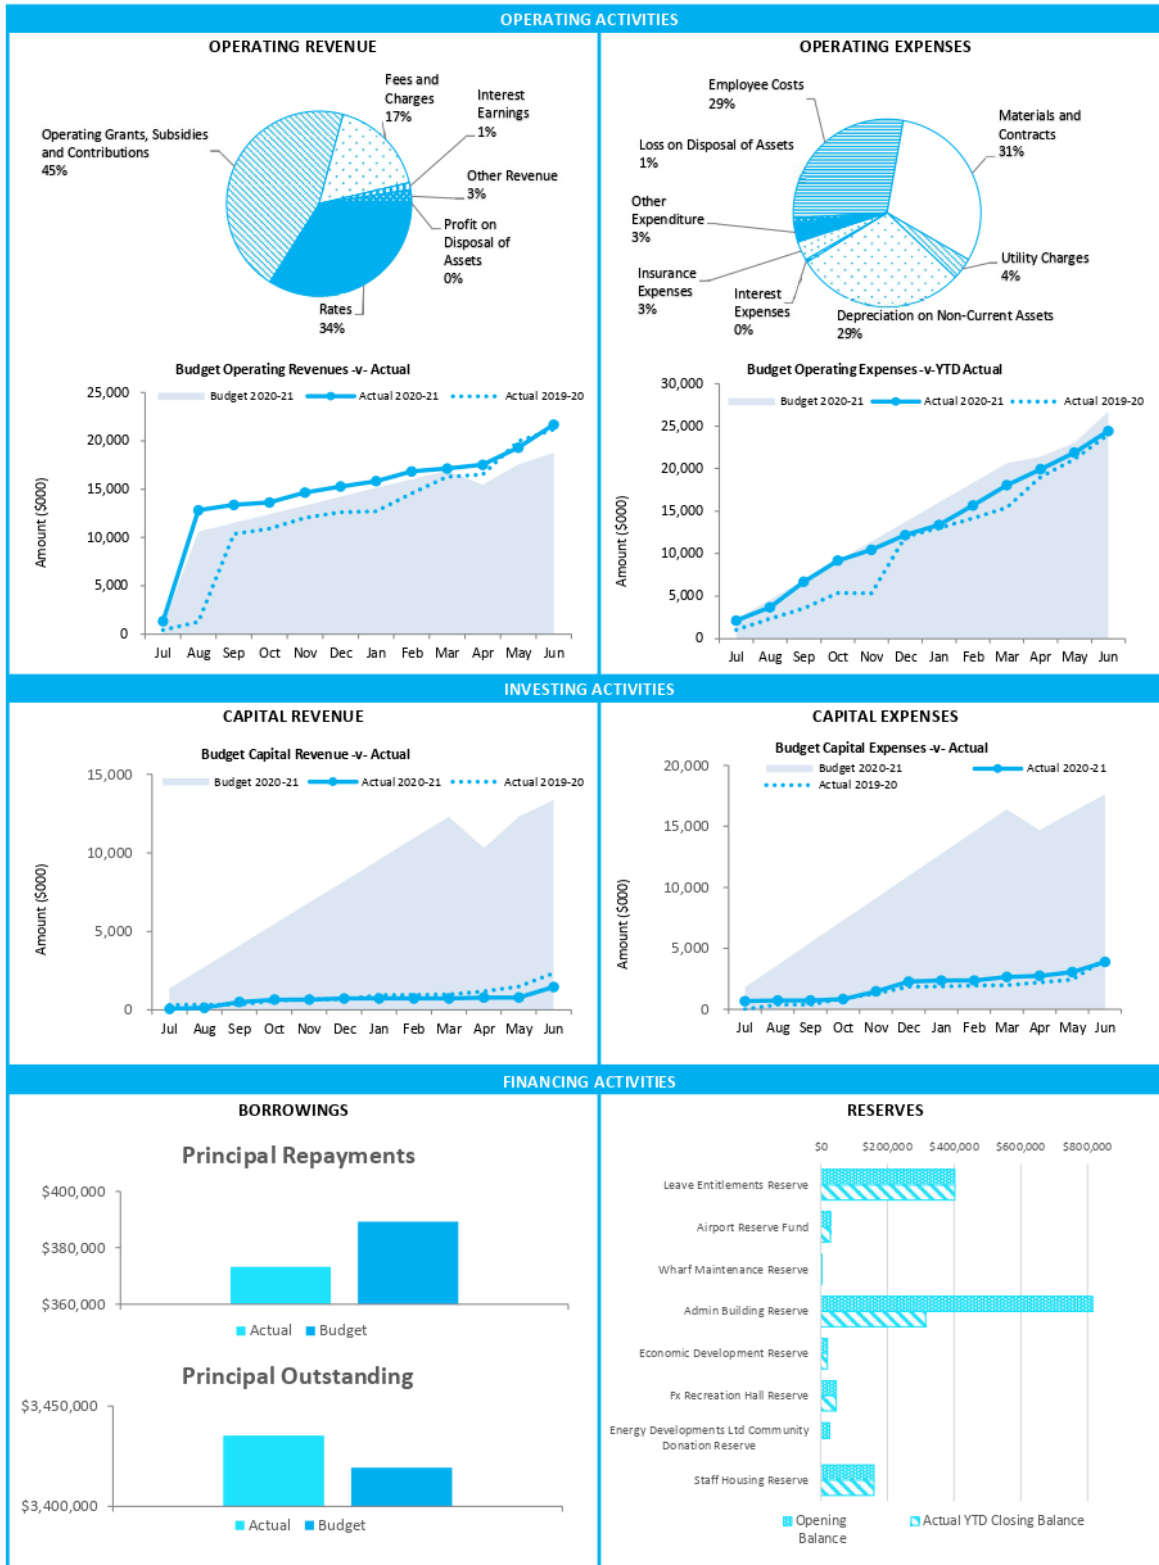 OPERATING ACTIVITIES
OPERATING REVENUE
Fees and
Charges
17%
Interest
Earnings
1%
Operating Grants, Subsidies
and Contributions
45%
Other Revenue
3%
Profit on
Disposal of
Assets
0%
Rates
34%
OPERATING EXPENSES
Employee Costs
29%
Materials and
Contracts
31%
Loss on Disposal of Assets
1%
Other
Expenditure
3%
Utility Charges
4%
Insurance
Expenses
3%
Interest
Expenses
0%
Depreciation on Non-Current Assets
29%
Budget Operating Revenues -v- Actual
Budget 2020-21 Actual 2020-21 Actual 2019-20
Amount ($000)
25,000
20,000
15,000
10,000
5,000
0
Jul Aug Sep Oct Nov Dec Jan Feb Mar Apr May Jun
Budget Operating Expenses -v- YTD Actual
Budget 2020-21 Actual 2020-21 Actual 2019-20
Amount ($000)
30,000
25,000
20,000
15,000
10,000
5,000
0
Jul Aug Sep Oct Nov Dec Jan Feb Mar Apr May Jun
INVESTING ACTIVITIES
CAPITAL REVENUE
Budget Capital Revenue -v- Actual
Budget 2020-21 Actual 2020-21 Actual 2019-20
Amount ($000)
15,000
10,000
5,000
0
Jul Aug Sep Oct Nov Dec Jan Feb Mar Apr May Jun
CAPITAL EXPENSES
Budget Capital Expenses -v- Actual
Budget 2020-21 Actual 2020-21
Actual 2019-20
Amount ($000)
20,000
15,000
10,000
5,000
0
Jul Aug Sep Oct Nov Dec Jan Feb Mar Apr May Jun
FINANCING ACTIVITIES
BORROWINGS
Principal Repayments
$400,000
$380,000
$360,000
Actual Budget
Principal Outstanding
$3,450,000
$3,400,000
Actual Budget
RESERVES
$0 $200,000 $400,000 $600,000 $800,000
Leave Entitlements Reserve
Airport Reserve Fund
Wharf Maintenance Reserve
Admin Building Reserve
Economic Development Reserve
Fx Recreation Hall Reserve
Energy Developments Ltd Community
Donation Reserve
Staff Housing Reserve
Opening
Balance
Actual YTD Closing Balance